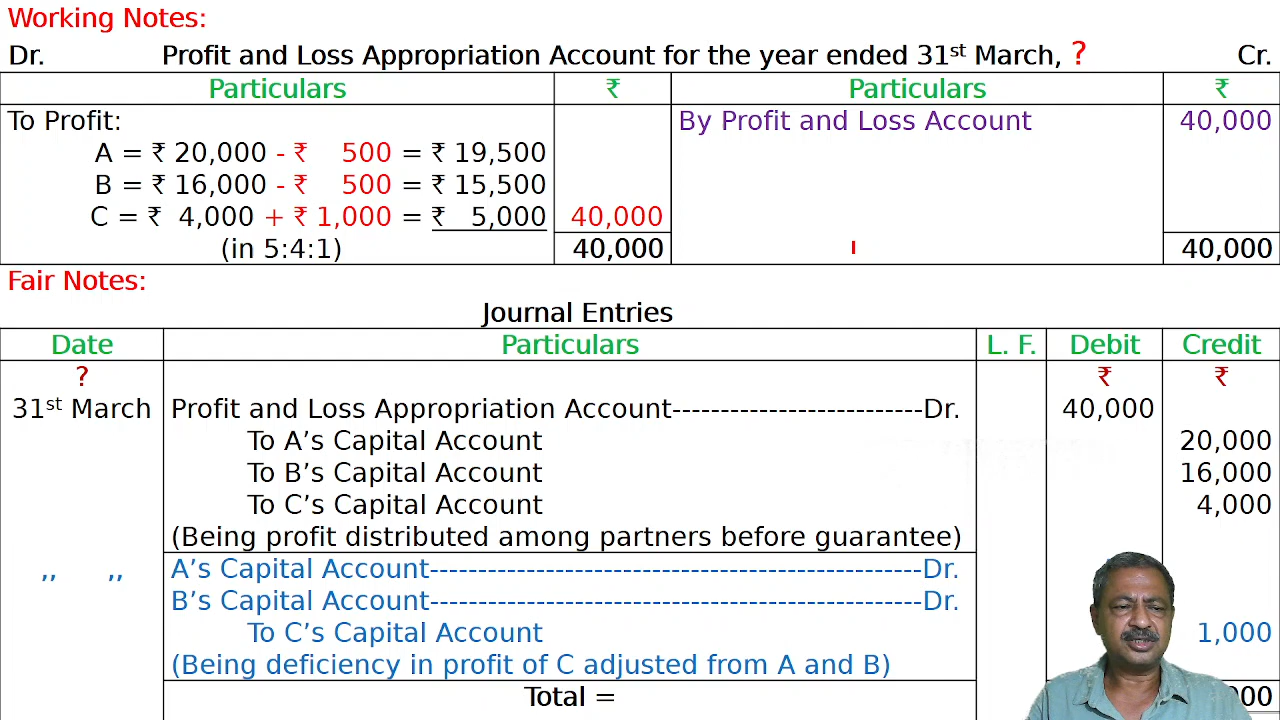 Working Notes:
Dr. Profit and Loss Appropriation Account for the year ended 31st March, ? Cr.
Particulars ₹ Particulars ₹
To Profit: By Profit and Loss Account 40,000
A = ₹ 20,000 - ₹ 500 = ₹ 19,500
B = ₹ 16,000 - ₹ 500 = ₹ 15,500
C = ₹ 4,000 + ₹ 1,000 = ₹ 5,000 40,000
(in 5:4:1) 40,000 40,000
Fair Notes:
Journal Entries
Date Particulars L. F. Debit Credit
? ₹ ₹
31st March Profit and Loss Appropriation Account--------------------------Dr. 40,000
To A’s Capital Account 20,000
To B’s Capital Account 16,000
To C’s Capital Account 4,000
(Being profit distributed among partners before guarantee)
,, ,, A’s Capital Account---------------------------------------------------Dr.
B’s Capital Account---------------------------------------------------Dr.
To C’s Capital Account 1,000
(Being deficiency in profit of C adjusted from A and B)
Total =